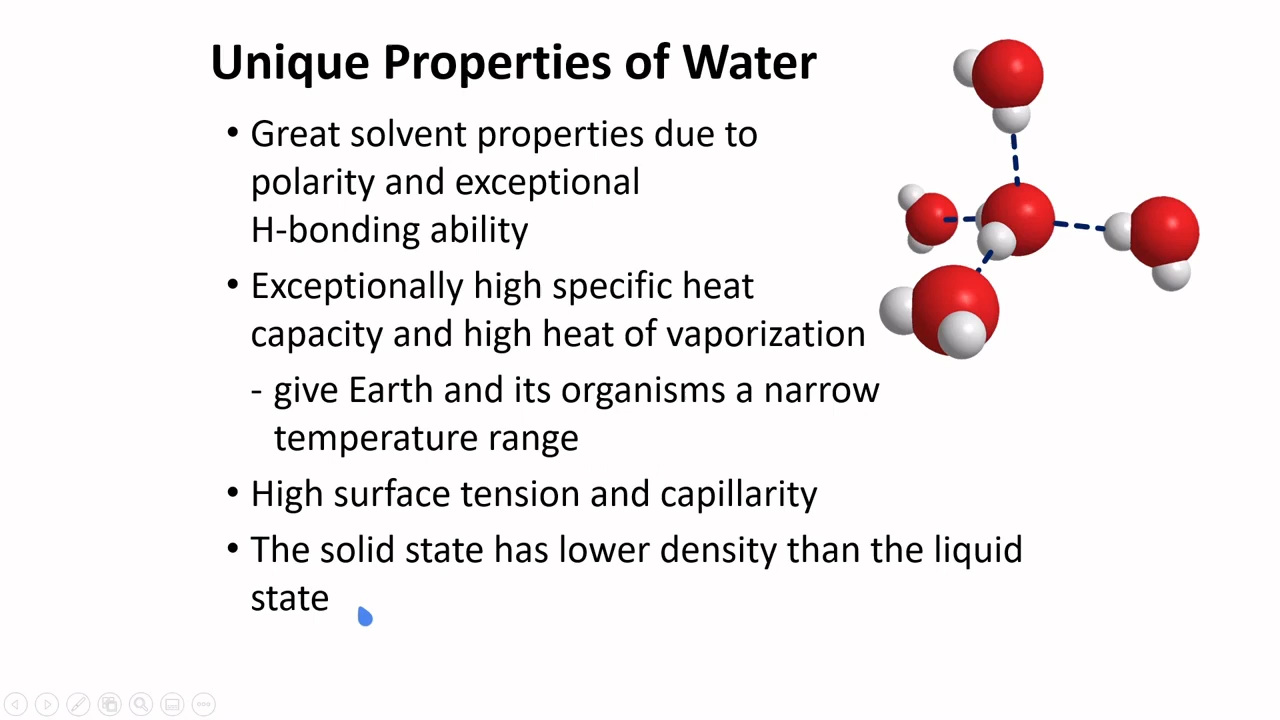 Unique Properties of Water
• Great solvent properties due to
polarity and exceptional
H-bonding ability
• Exceptionally high specific heat
capacity and high heat of vaporization
- give Earth and its organisms a narrow
temperature range
• High surface tension and capillarity
• The solid state has lower density than the liquid
state